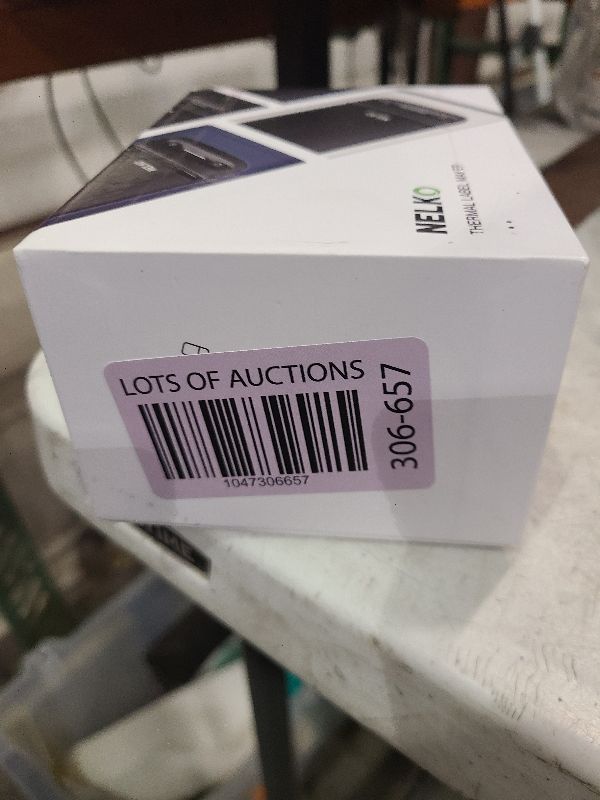 NELKO
THERMAL LABEL MAKER
LOTS OF AUCTIONS
306-657
1047306657